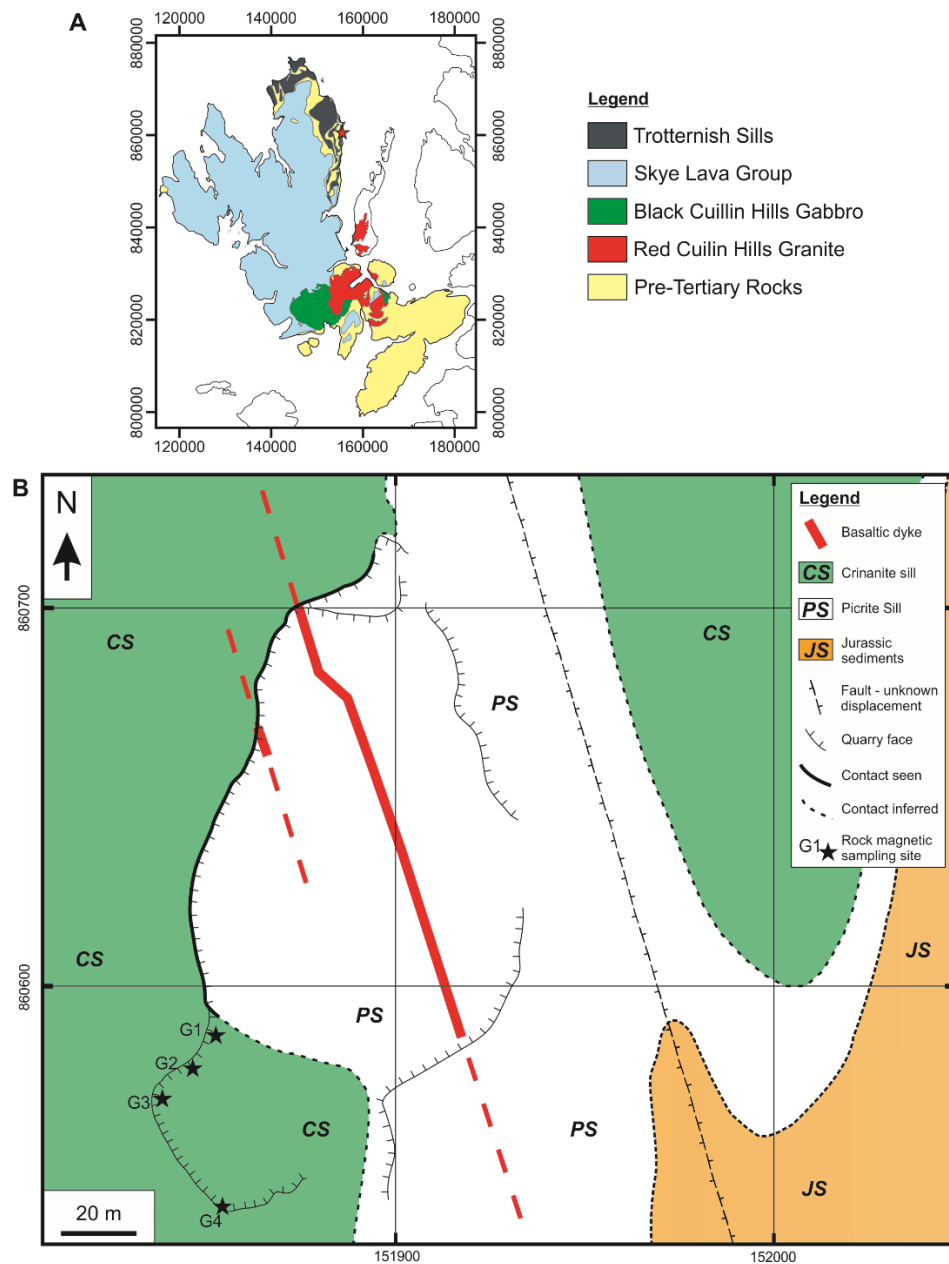 A
120000 140000 160000 180000
880000
880000
860000
860000
840000
840000
820000
820000
800000
800000
120000 140000 160000 180000
Legend
Trotternish Sills
Skye Lava Group
Black Cuillin Hills Gabbro
Red Cuilin Hills Granite
Pre-Tertiary Rocks
B
N
860700
860600
CS
CS
CS
CS
PS
PS
PS
JS
JS
G1
G2
G3
G4
20 m
151900
152000
Legend
Basaltic dyke
CS
Crinanite sill
PS
Picrite Sill
JS
Jurassic
sediments
Fault - unknown
displacement
Quarry face
Contact seen
Contact inferred
G1
Rock magnetic
sampling site